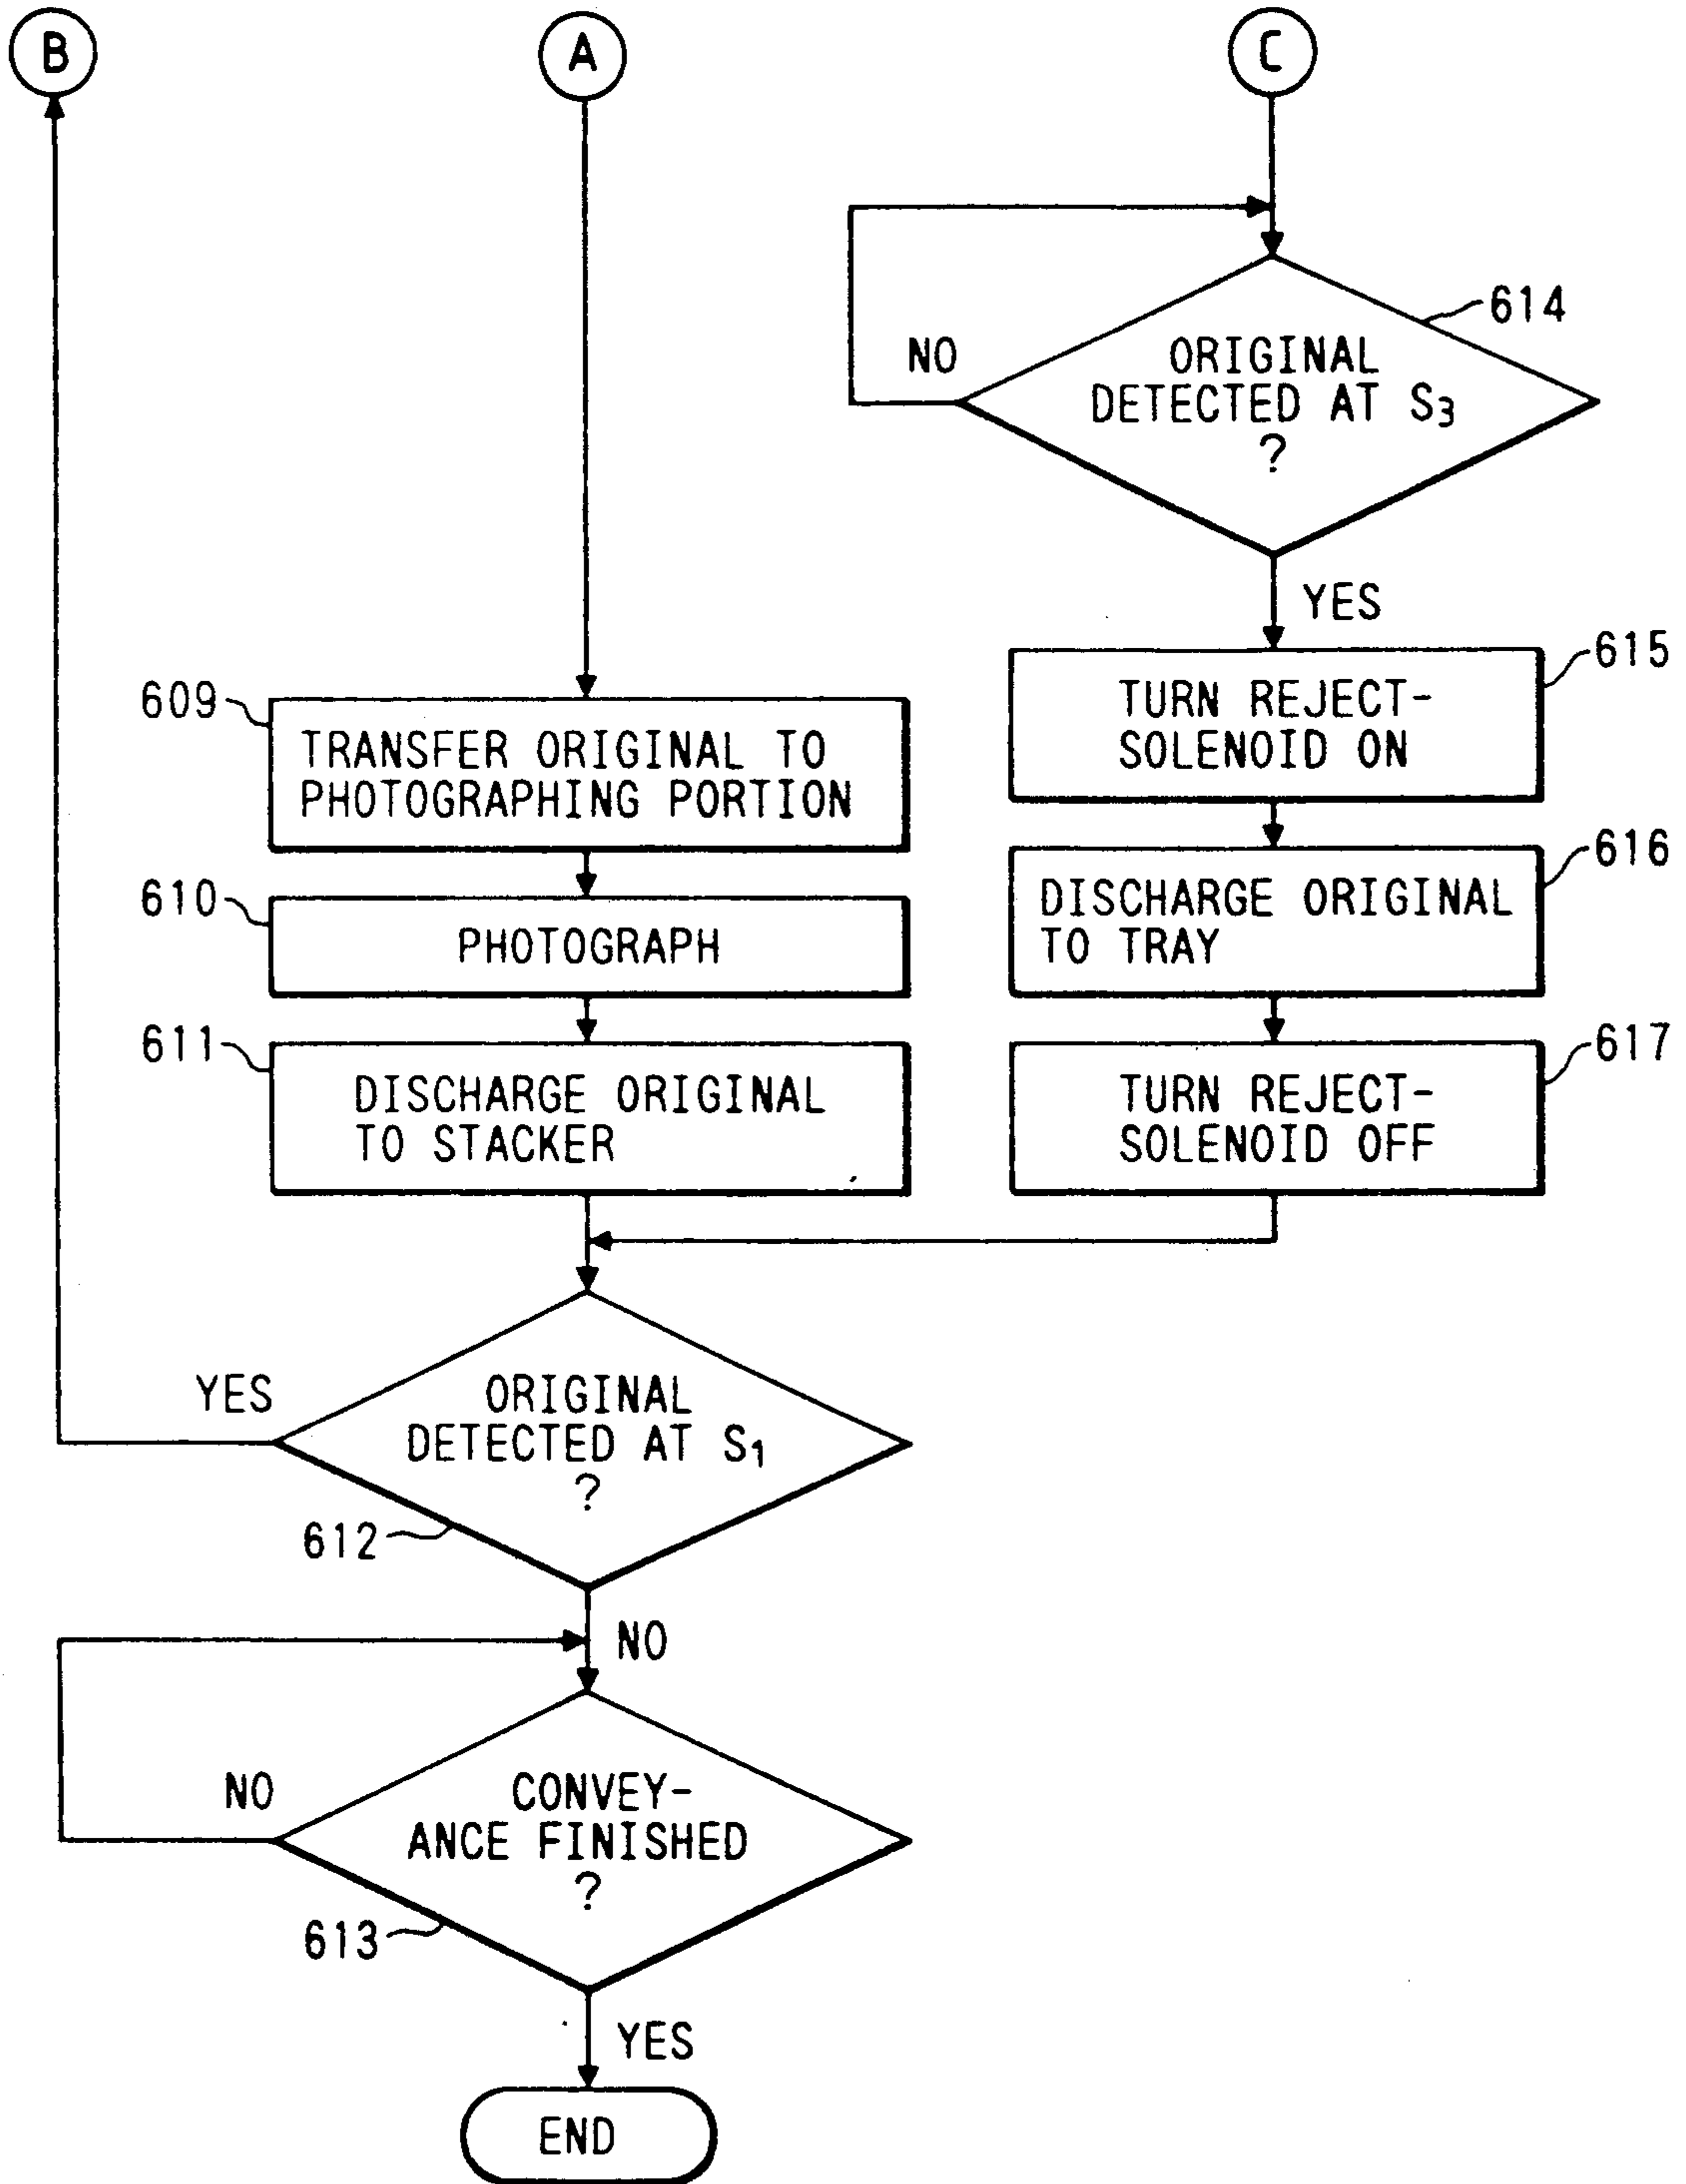 B
A
C
614
NO
ORIGINAL
DETECTED AT S3
?
YES
615
TURN REJECT-
SOLENOID ON
609
TRANSFER ORIGINAL TO
PHOTOGRAPHING PORTION
616
DISCHARGE ORIGINAL
TO TRAY
610
PHOTOGRAPH
617
TURN REJECT-
SOLENOID OFF
611
DISCHARGE ORIGINAL
TO STACKER
YES
ORIGINAL
DETECTED AT S1
?
612
NO
NO
CONVEY-
ANCE FINISHED
?
613
YES
END